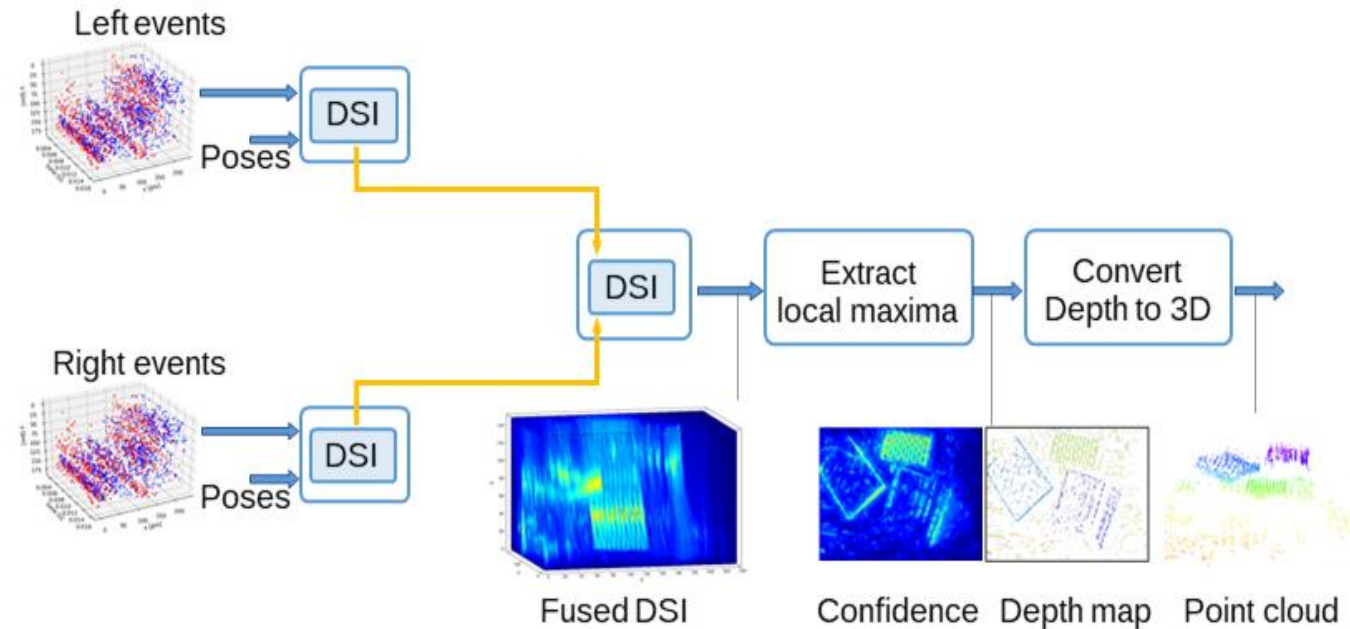 Left events
DSI
Poses
DSI
Extract
local maxima
Convert
Depth to 3D
Right events
DSI
Poses
Fused DSI
Confidence
Depth map
Point cloud